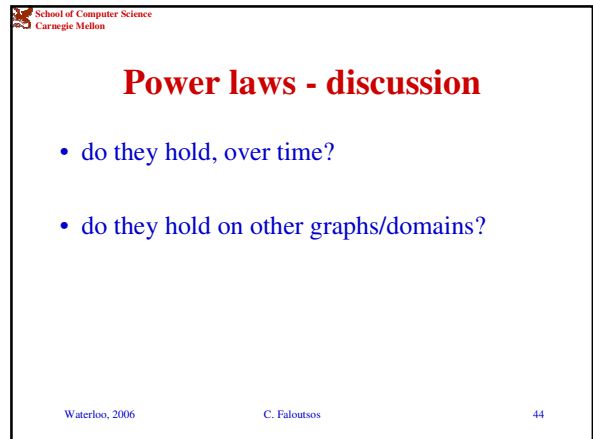 School of Computer Science
Carnegie Mellon
Power laws - discussion
• do they hold, over time?
• do they hold on other graphs/domains?
Waterloo, 2006 C. Faloutsos 44